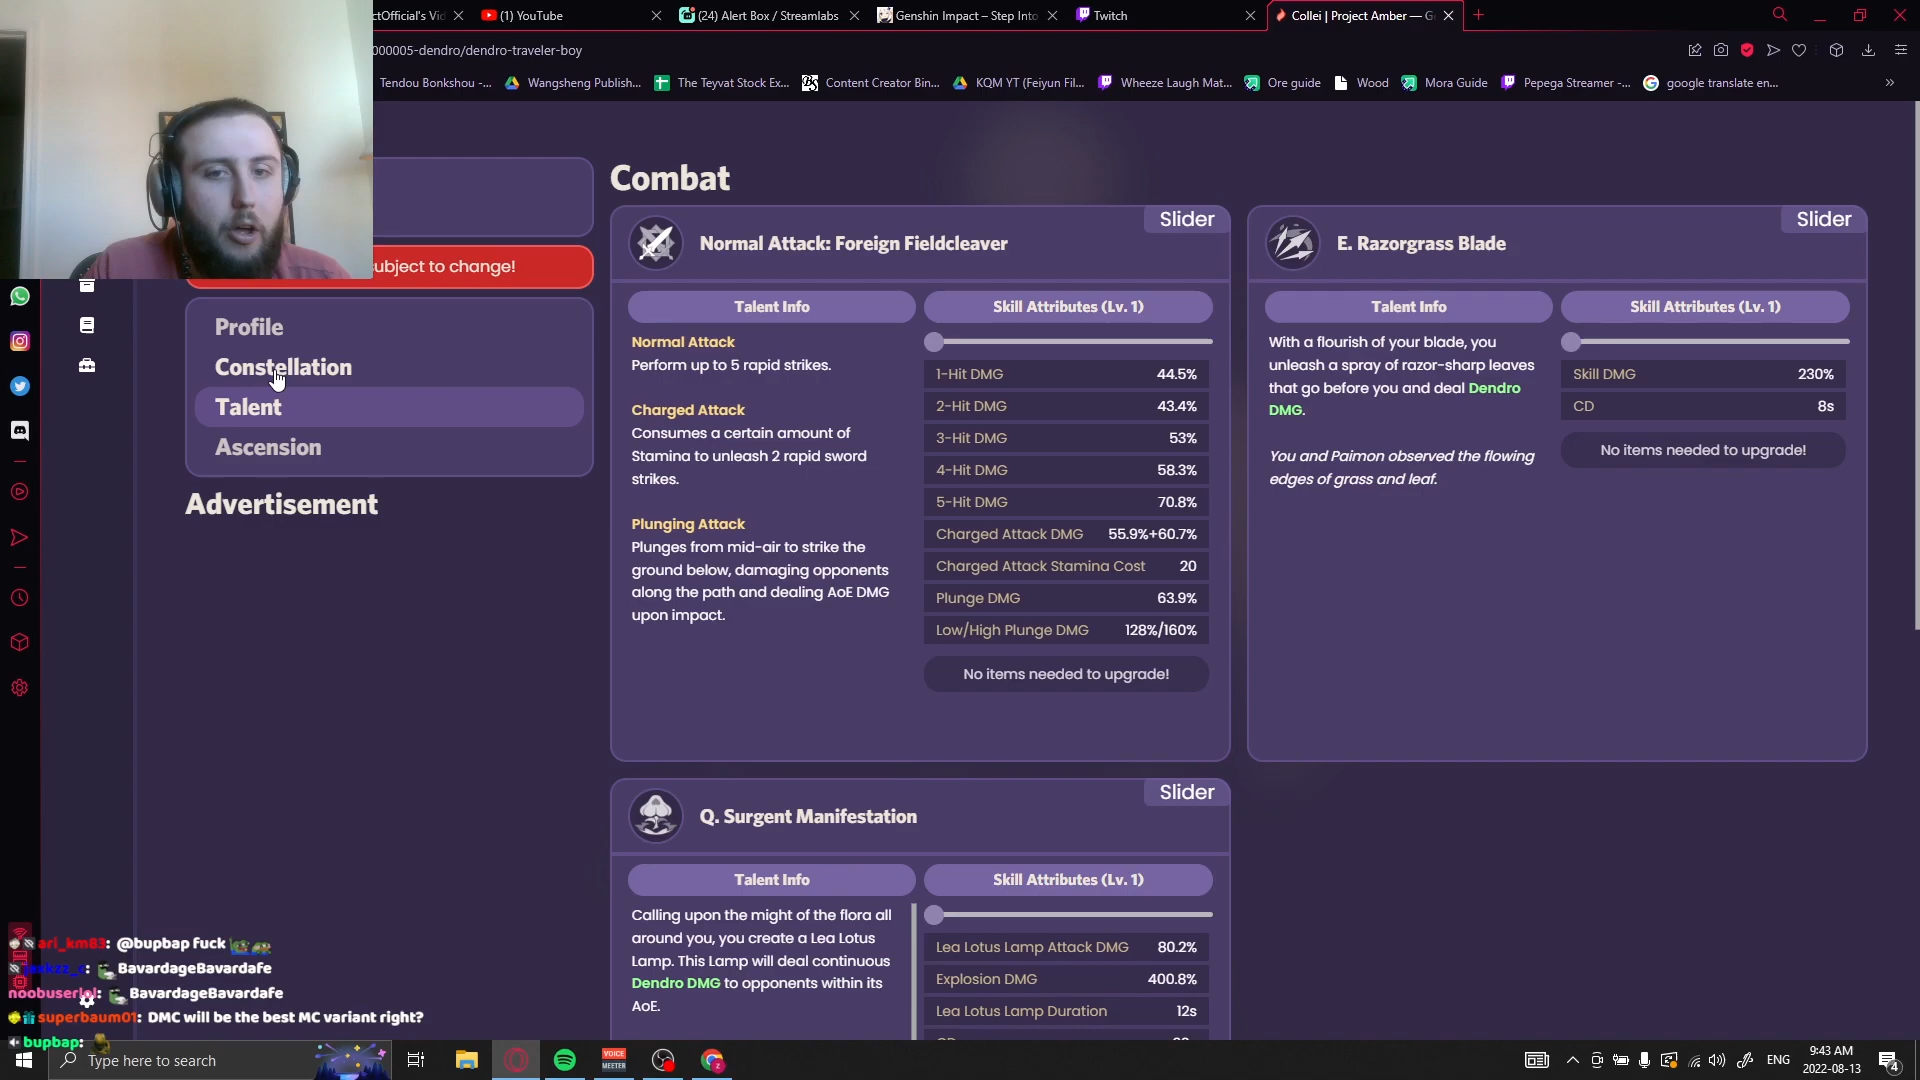 ctOfficial's Vid
(1) YouTube
(24) Alert Box / Streamlabs
Genshin Impact – Step Into
Twitch
Collei | Project Amber — G
000005-dendro/dendro-traveler-boy
Tendou Bonkshou -...
Wangsheng Publish...
The Teyvat Stock Ex...
Content Creator Bin...
KQM YT (Feiyun Fil...
Wheeze Laugh Mat...
Ore guide
Wood
Mora Guide
Pepega Streamer -...
google translate en...
subject to change!
Profile
Constellation
Talent
Ascension
Advertisement
Combat
Slider
Normal Attack: Foreign Fieldcleaver
Talent Info
Skill Attributes (Lv. 1)
Normal Attack
Perform up to 5 rapid strikes.
Charged Attack
Consumes a certain amount of
Stamina to unleash 2 rapid sword
strikes.
Plunging Attack
Plunges from mid-air to strike the
ground below, damaging opponents
along the path and dealing AoE DMG
upon impact.
1-Hit DMG 44.5%
2-Hit DMG 43.4%
3-Hit DMG 53%
4-Hit DMG 58.3%
5-Hit DMG 70.8%
Charged Attack DMG 55.9%+60.7%
Charged Attack Stamina Cost 20
Plunge DMG 63.9%
Low/High Plunge DMG 128%/160%
No items needed to upgrade!
Slider
E. Razorgrass Blade
Talent Info
Skill Attributes (Lv. 1)
With a flourish of your blade, you
unleash a spray of razor-sharp leaves
that go before you and deal Dendro
DMG.
You and Paimon observed the flowing
edges of grass and leaf.
Skill DMG 230%
CD 8s
No items needed to upgrade!
Slider
Q. Surgent Manifestation
Talent Info
Skill Attributes (Lv. 1)
Calling upon the might of the flora all
around you, you create a Lea Lotus
Lamp. This Lamp will deal continuous
Dendro DMG to opponents within its
AoE.
Lea Lotus Lamp Attack DMG 80.2%
Explosion DMG 400.8%
Lea Lotus Lamp Duration 12s
ari_km83: @bupbap fuck
BavardageBavardafe
BavardageBavardafe
superbaum01: DMC will be the best MC variant right?
bupbap:
Type here to search
VOICE
MEETER
ENG
9:43 AM
2022-08-13
4